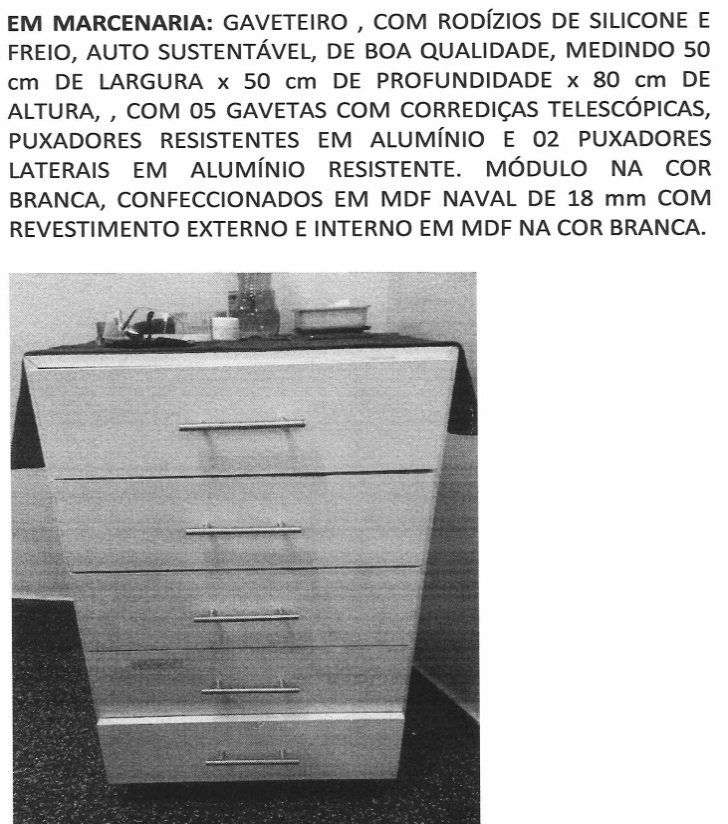 EM MARCENARIA: GAVETEIRO , COM RODÍZIOS DE SILICONE E
FREIO, AUTO SUSTENTÁVEL, DE BOA QUALIDADE, MEDINDO 50
cm DE LARGURA x 50 cm DE PROFUNDIDADE x 80 cm DE
ALTURA, , COM 05 GAVETAS COM CORREDIÇAS TELESCÓPICAS,
PUXADORES RESISTENTES EM ALUMÍNIO E 02 PUXADORES
LATERAIS EM ALUMÍNIO RESISTENTE. MÓDULO NA COR
BRANCA, CONFECCIONADOS EM MDF NAVAL DE 18 mm COM
REVESTIMENTO EXTERNO E INTERNO EM MDF NA COR BRANCA.